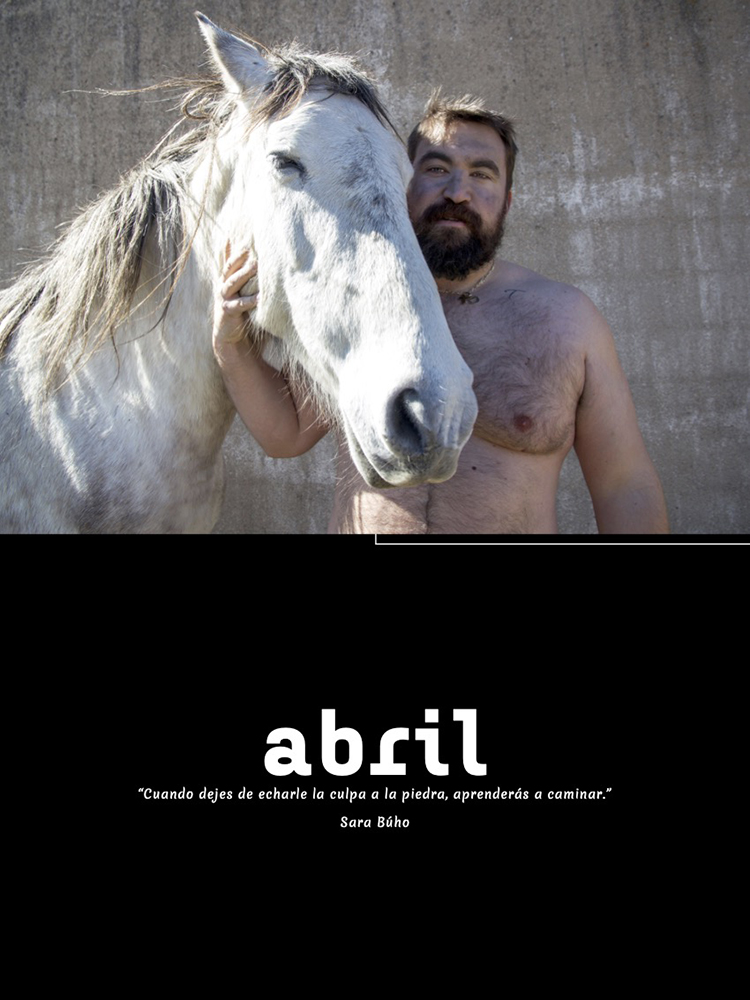 abril
“Cuando dejes de echarle la culpa a la piedra, aprenderás a caminar.”
Sara Búho